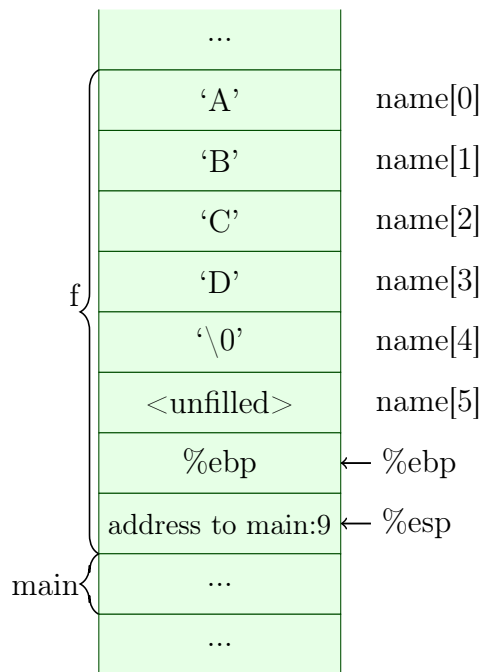 ...
‘A’ name[0]
‘B’ name[1]
‘C’ name[2]
‘D’ name[3]
f
‘\0’ name[4]
<unfilled> name[5]
%ebp %ebp
address to main:9 %esp
main ...
...